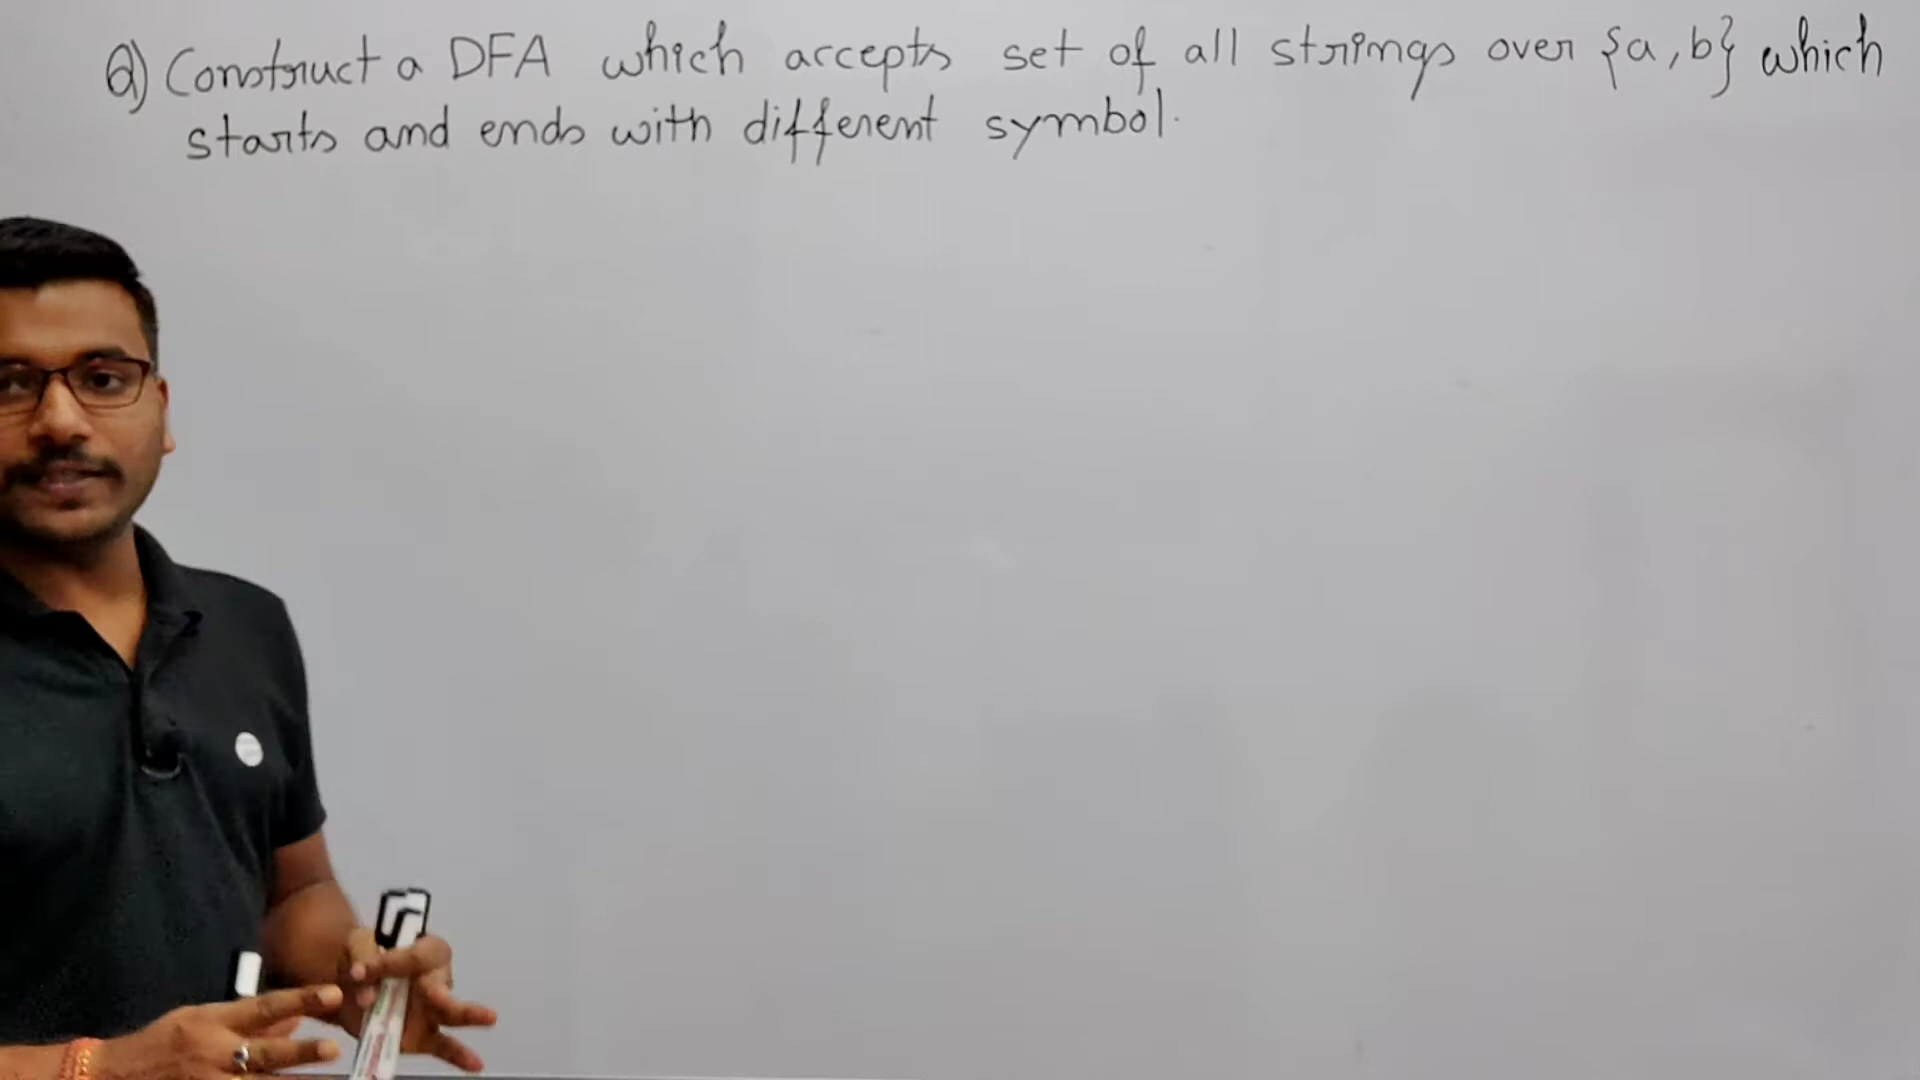 Q) Construct a DFA which accepts set of all strings over {a,b} which
starts and ends with different symbol.